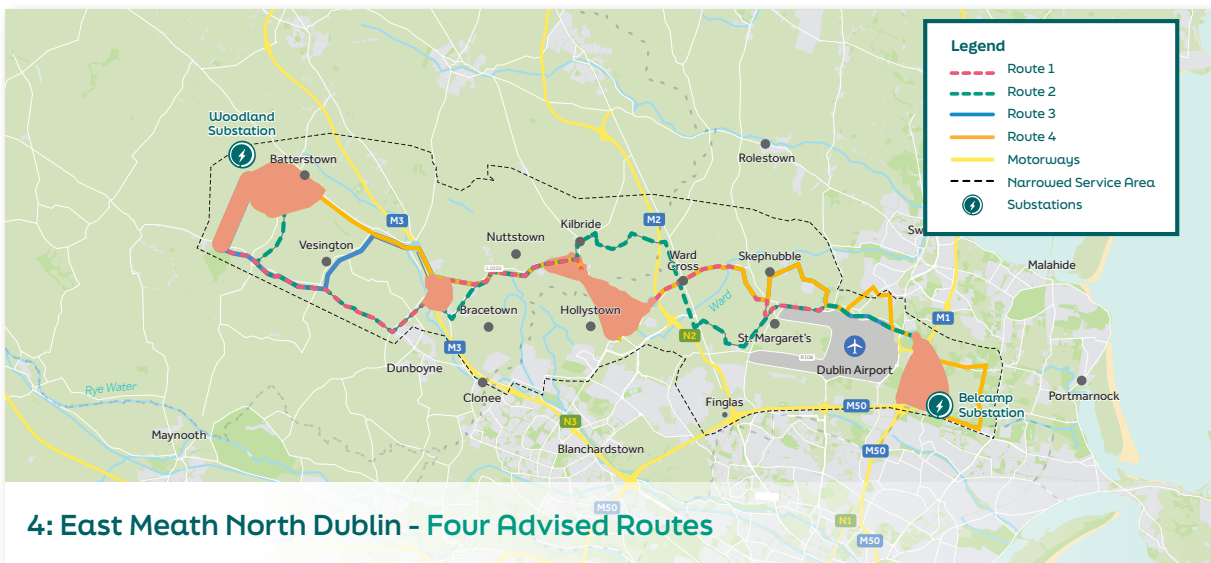 Legend
Route 1
Route 2
Route 3
Route 4
Motorways
Narrowed Service Area
Substations
Woodland
Substation
Batterstown
Rolestown
M3
M2
Kilbride
Nuttstown
Vesington
Ward
Cross
Skephubble
Sw
Malahide
L1010
Ward
Bracetown
Hollystown
St. Margaret's
M1
N2
M3
R108
Dublin Airport
Dunboyne
Rye Water
Clonee
Finglas
M50
Belcamp
Substation
Portmarnock
N3
Maynooth
Blanchardstown
M50
M50
N1
M50
4: East Meath North Dublin - Four Advised Routes